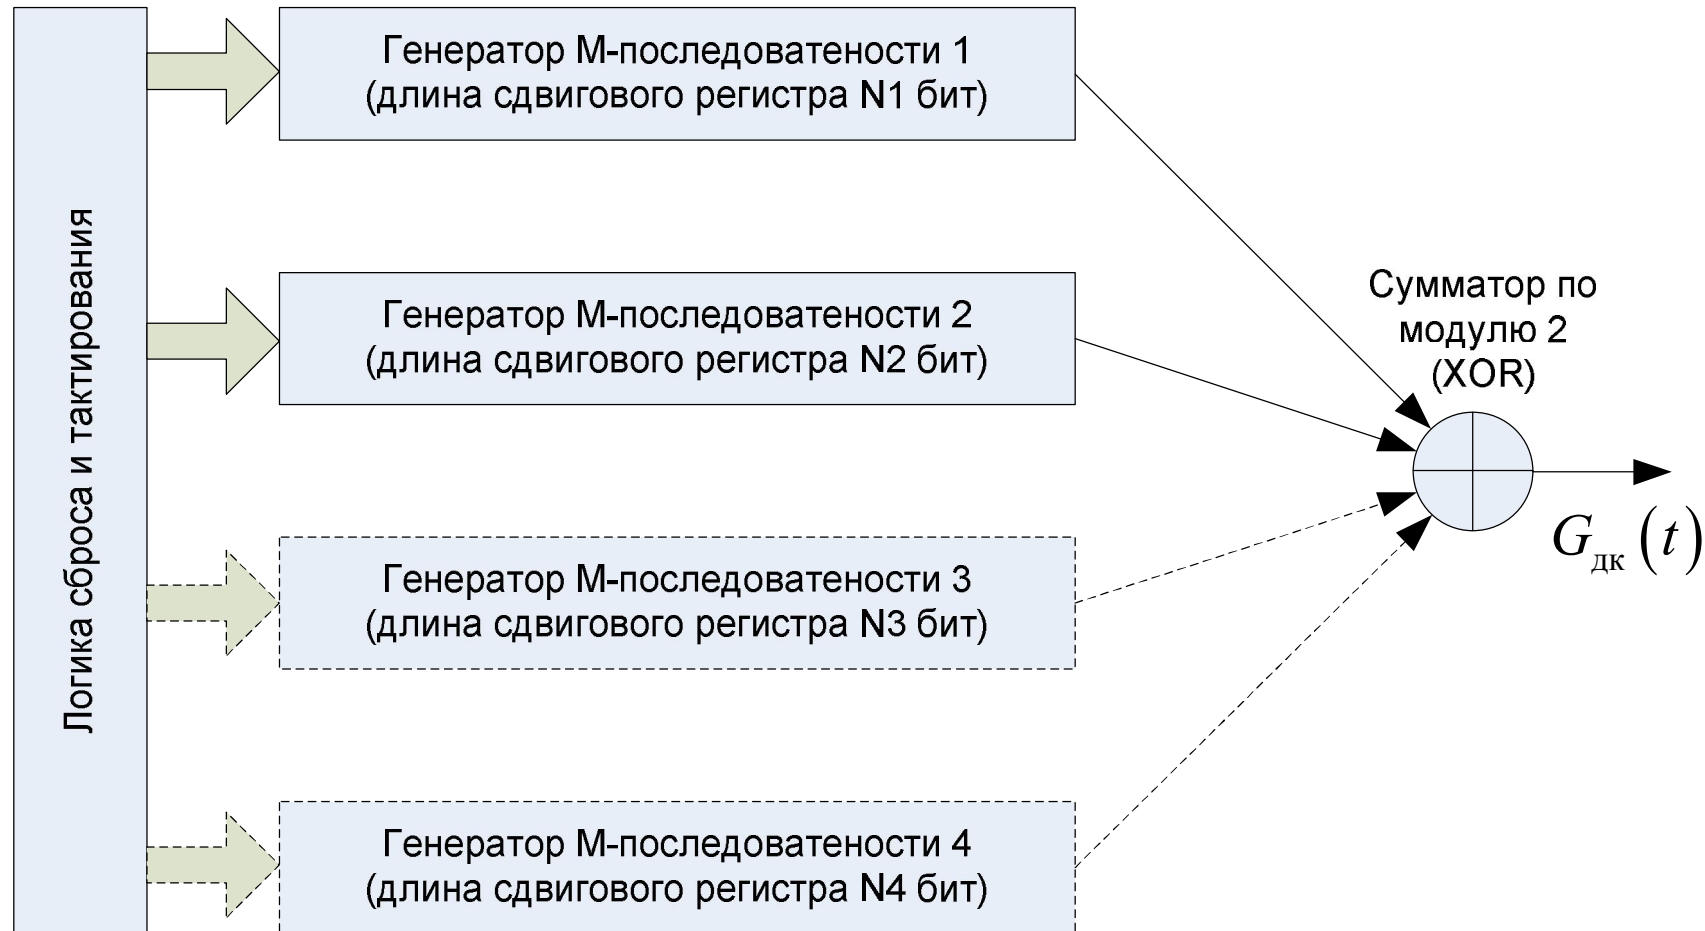 Логика сброса и тактирования
Генератор М-последоватености 1
(длина сдвигового регистра N1 бит)
Генератор М-последоватености 2
(длина сдвигового регистра N2 бит)
Генератор М-последоватености 3
(длина сдвигового регистра N3 бит)
Генератор М-последоватености 4
(длина сдвигового регистра N4 бит)
Сумматор по
модулю 2
(XOR)
Gдк (t)